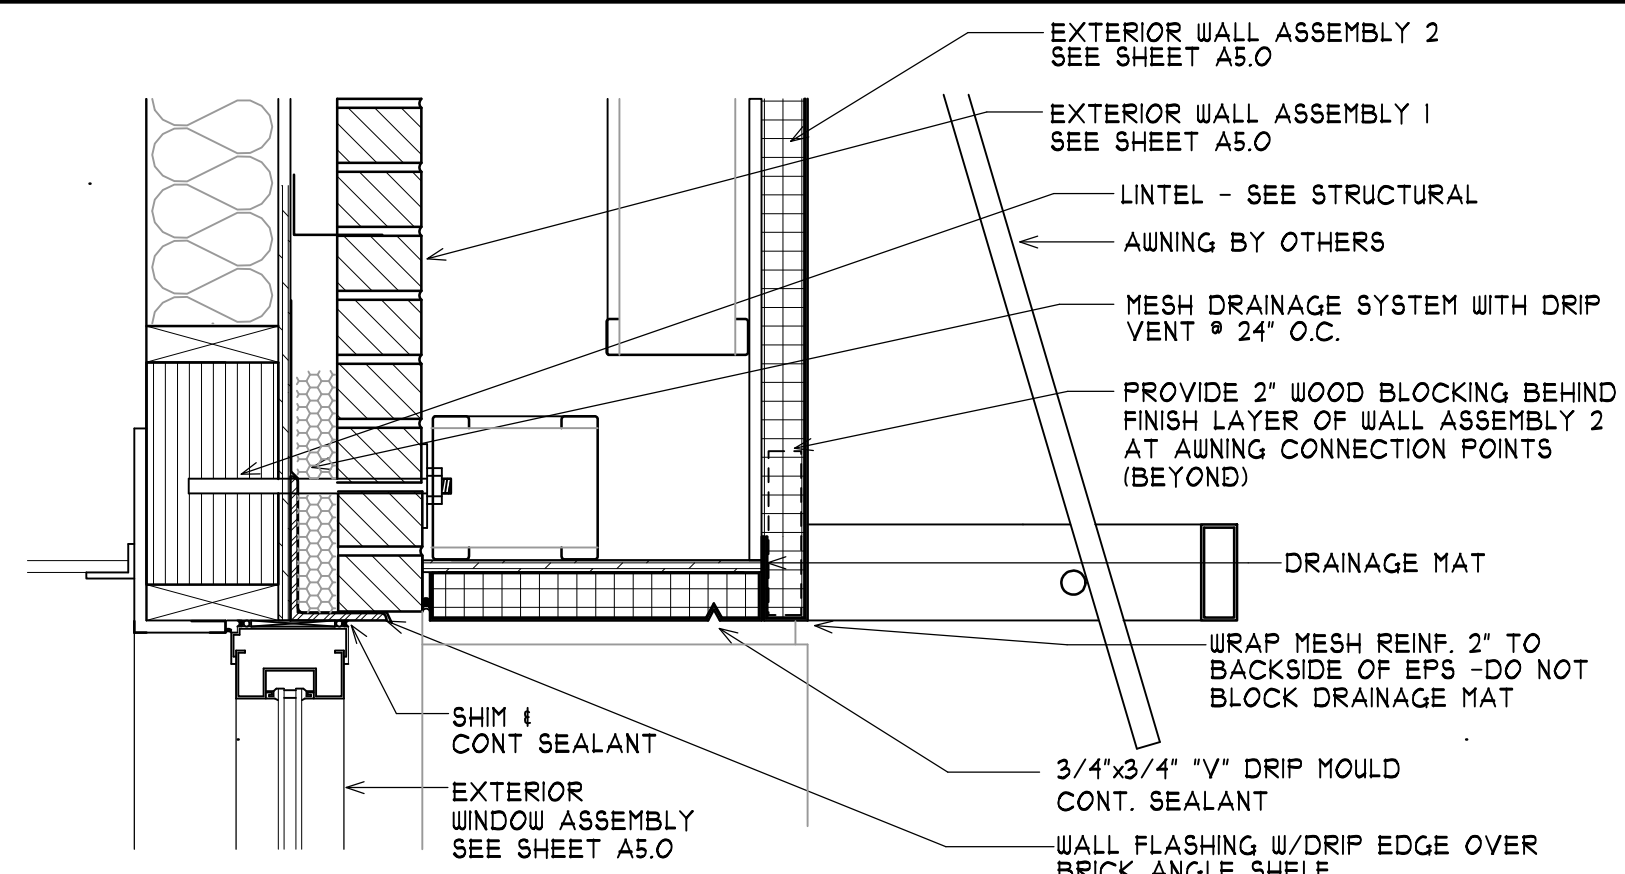 EXTERIOR WALL ASSEMBLY 2
SEE SHEET A5.0
EXTERIOR WALL ASSEMBLY 1
SEE SHEET A5.0
LINTEL - SEE STRUCTURAL
AWNING BY OTHERS
MESH DRAINAGE SYSTEM WITH DRIP
VENT @ 24" O.C.
PROVIDE 2" WOOD BLOCKING BEHIND
FINISH LAYER OF WALL ASSEMBLY 2
AT AWNING CONNECTION POINTS
(BEYOND)
DRAINAGE MAT
WRAP MESH REINF. 2" TO
BACKSIDE OF EPS -DO NOT
BLOCK DRAINAGE MAT
SHIM &
CONT SEALANT
EXTERIOR
WINDOW ASSEMBLY
SEE SHEET A5.0
3/4"x3/4" "V" DRIP MOULD
CONT. SEALANT
WALL FLASHING W/DRIP EDGE OVER
BRICK ANGLE SHELF